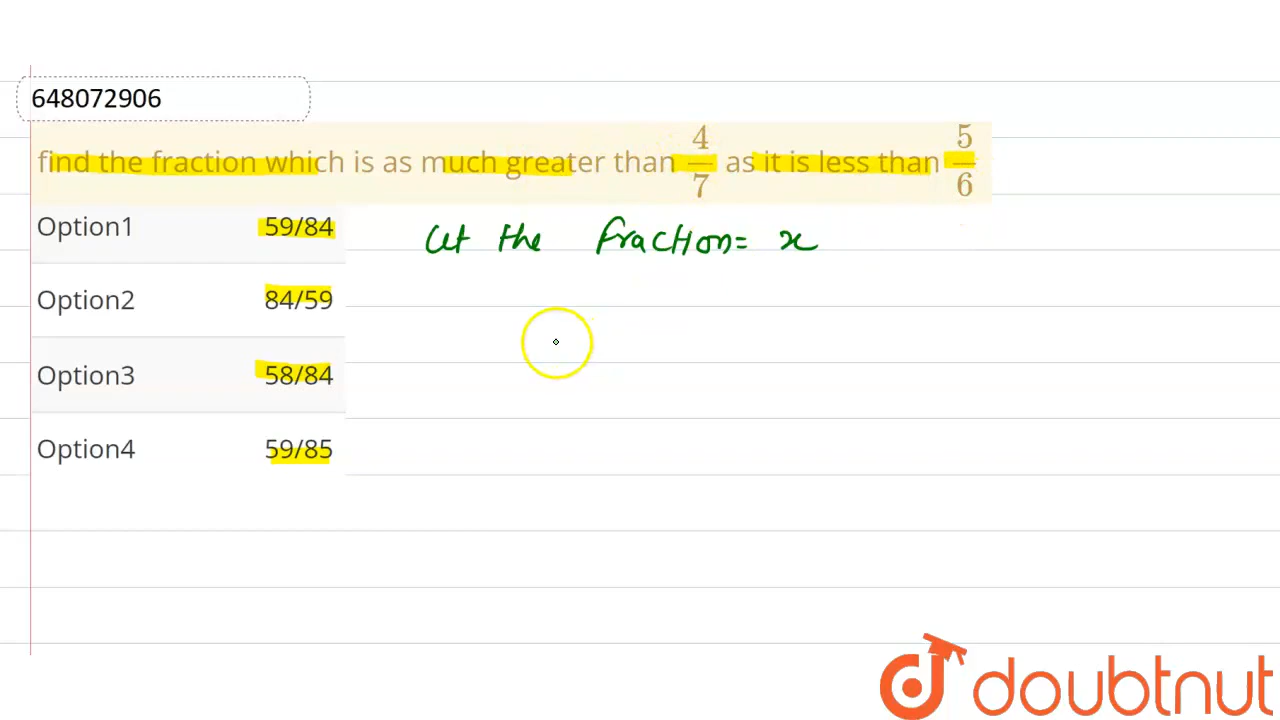 648072906
find the fraction which is as much greater than 4/7 as it is less than 5/6
Option1 59/84
Let the fraction = x
Option2 84/59
Option3 58/84
Option4 59/85
doubtnut